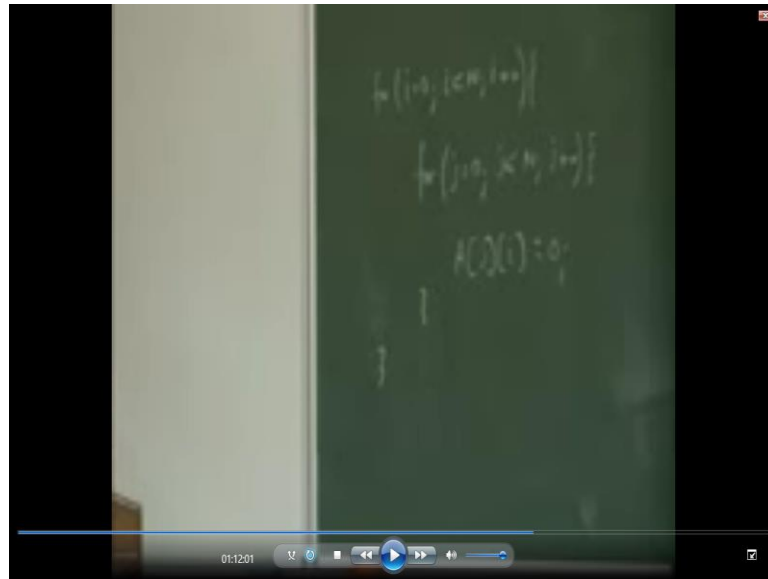 for(i=0; i<N; i++){
for(j=0; j<N; j++){
A[j][i]=0;
}
}
01:12:01